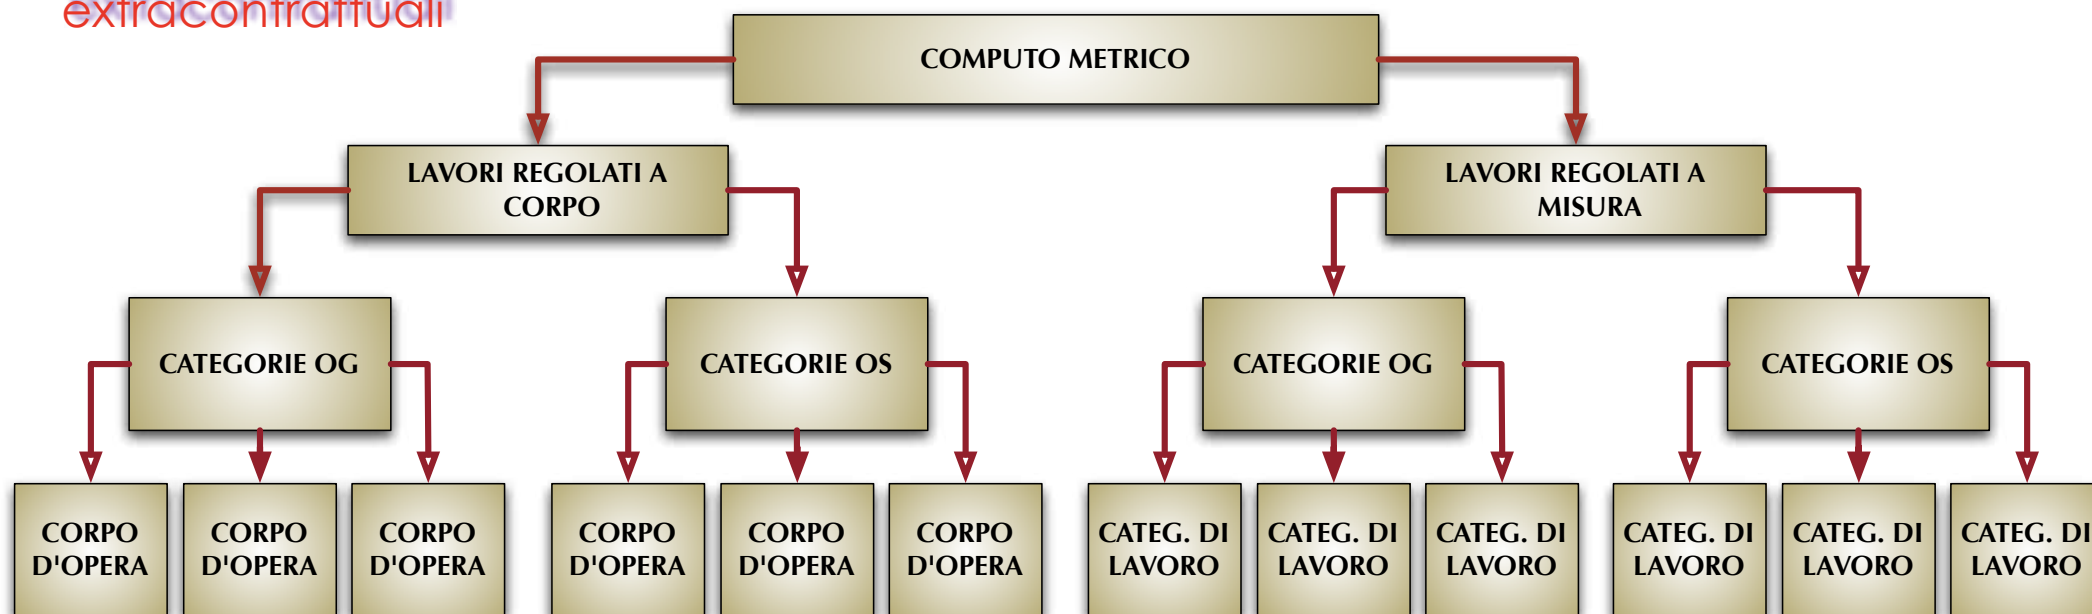 extracontrattuali
COMPUTO METRICO
LAVORI REGOLATI A
CORPO
LAVORI REGOLATI A
MISURA
CATEGORIE OG
CATEGORIE OS
CATEGORIE OG
CATEGORIE OS
CORPO
D'OPERA
CORPO
D'OPERA
CORPO
D'OPERA
CORPO
D'OPERA
CORPO
D'OPERA
CORPO
D'OPERA
CATEG. DI
LAVORO
CATEG. DI
LAVORO
CATEG. DI
LAVORO
CATEG. DI
LAVORO
CATEG. DI
LAVORO
CATEG. DI
LAVORO